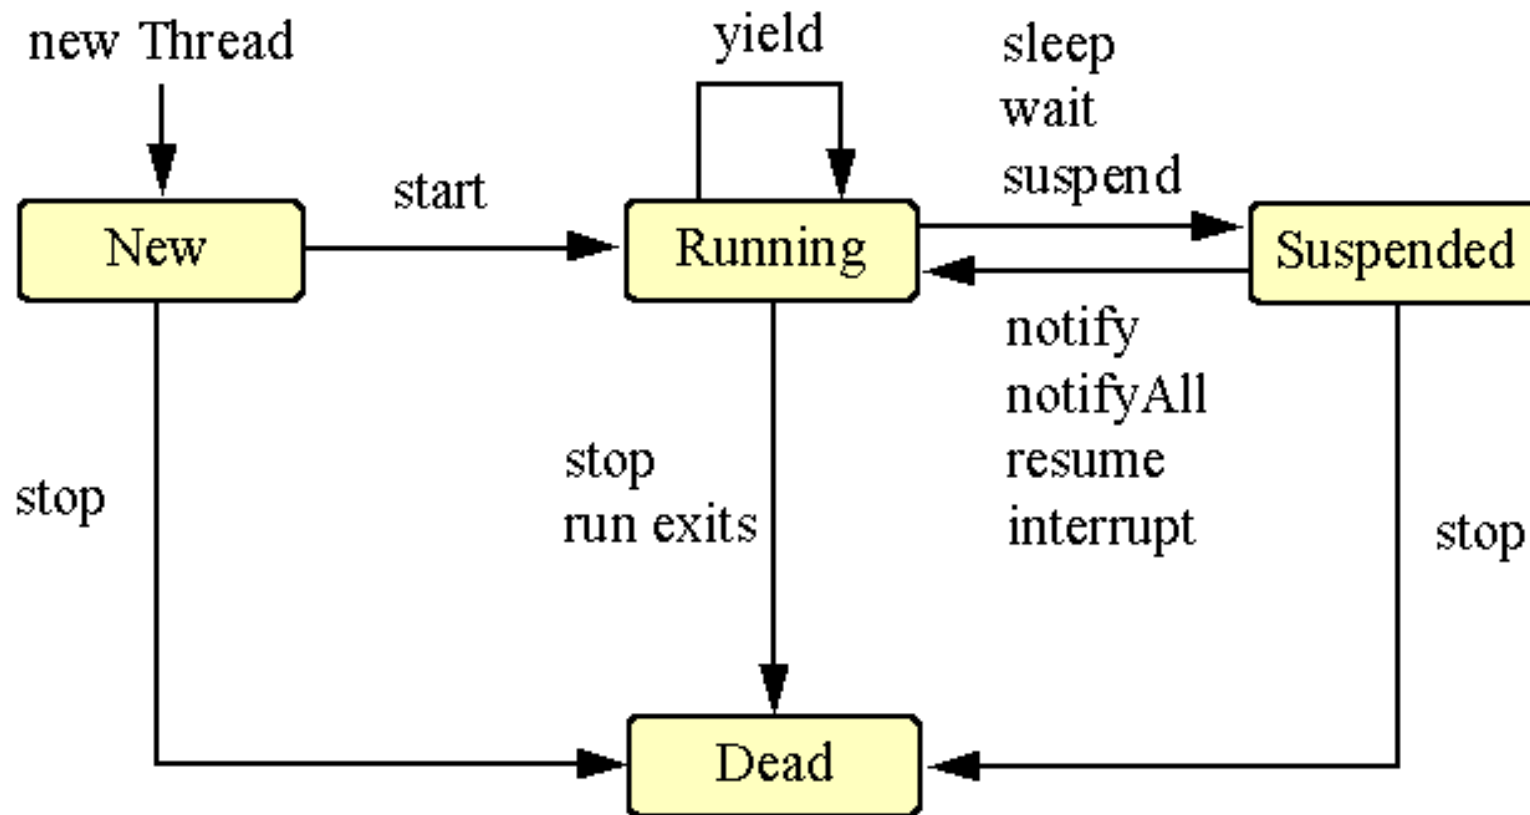 new Thread
yield
sleep
wait
suspend
start
New
Running
Suspended
notify
notifyAll
resume
interrupt
stop
stop
run exits
stop
Dead